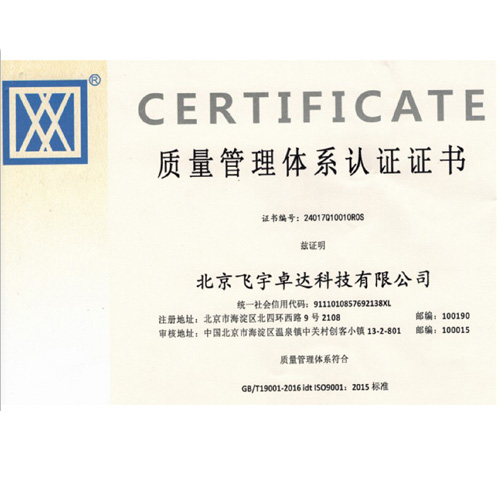 ®
CERTIFICATE
质量管理体系认证证书
证书编号：24017Q10010R0S
兹证明
北京飞宇卓达科技有限公司
统一社会信用代码：9111010857692138XL
注册地址：北京市海淀区北四环西路 9 号 2108 邮编：100190
审核地址：中国北京市海淀区温泉镇中关村创客小镇 13-2-801 邮编：100015
质量管理体系符合
GB/T19001-2016 idt ISO9001：2015 标准